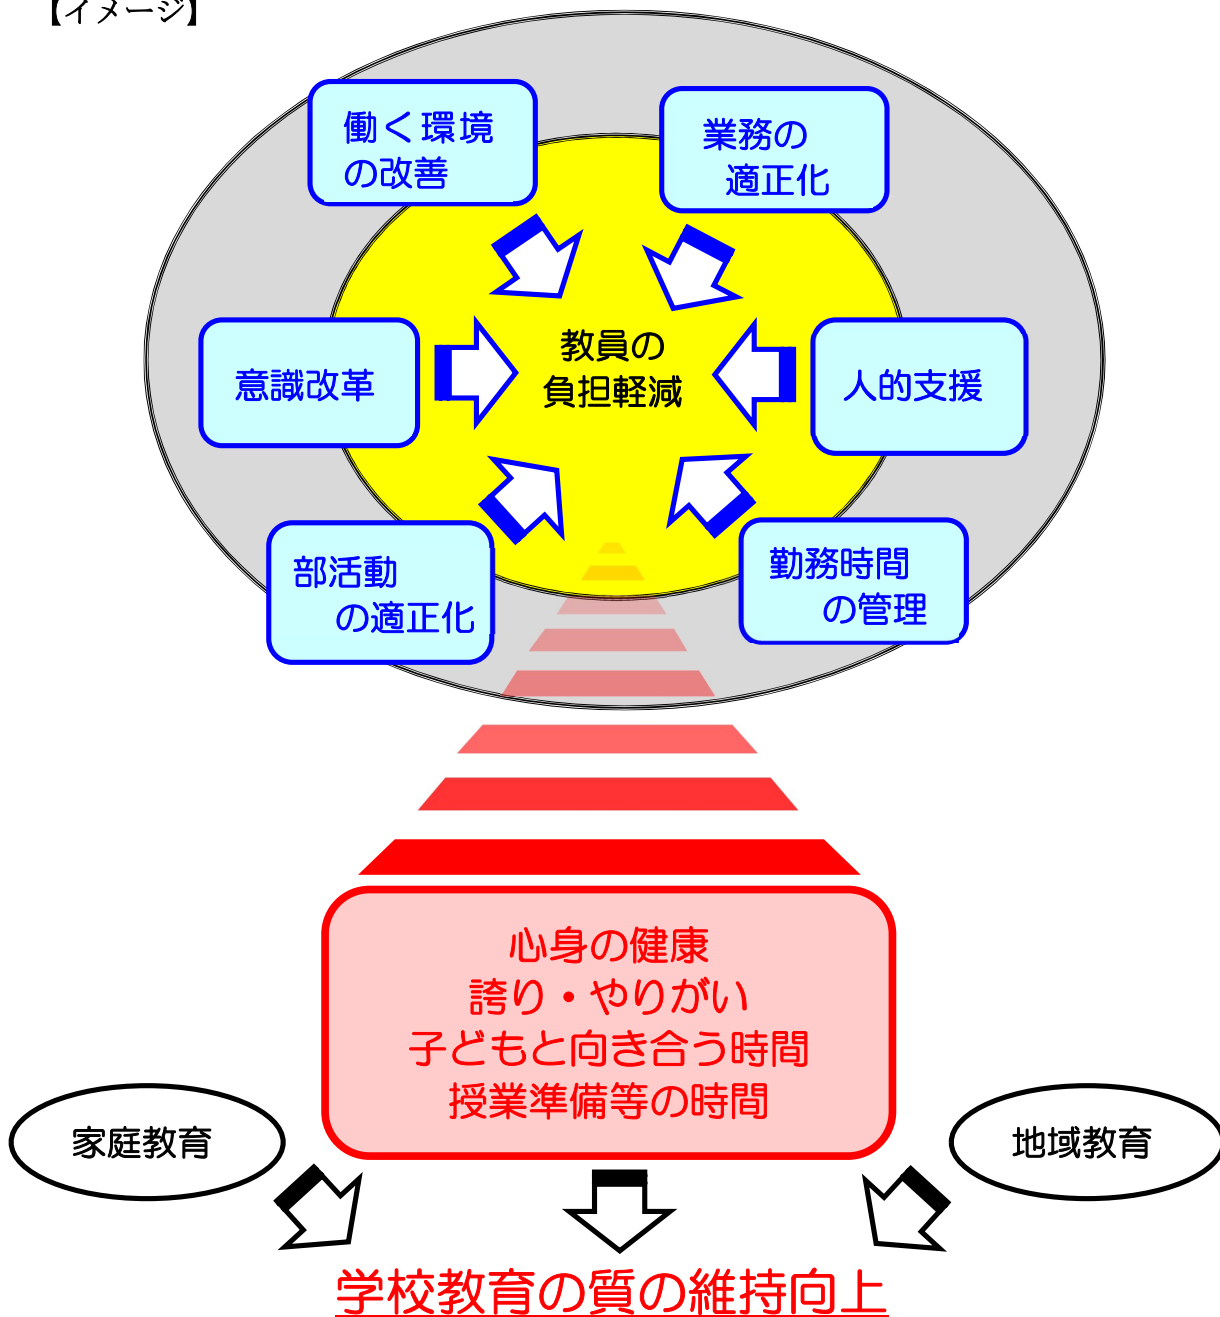 【イメージ】
働く環境
の改善
業務の
適正化
意識改革
教員の
負担軽減
人的支援
部活動
の適正化
勤務時間
の管理
心身の健康
誇り・やりがい
子どもと向き合う時間
授業準備等の時間
家庭教育
地域教育
学校教育の質の維持向上